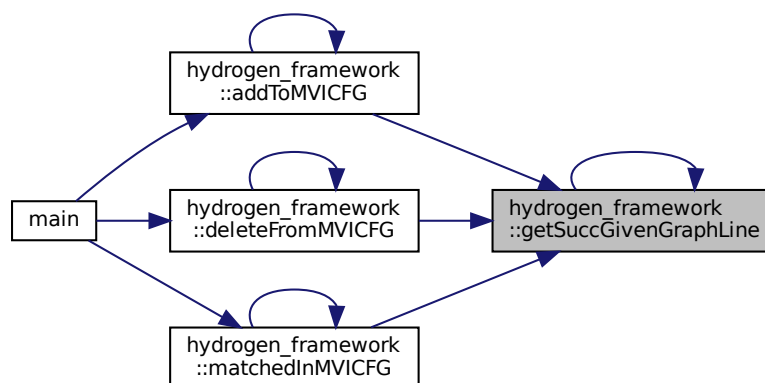 hydrogen_framework
::addToMVICFG
main
hydrogen_framework
::deleteFromMVICFG
hydrogen_framework
::getSuccGivenGraphLine
hydrogen_framework
::matchedInMVICFG